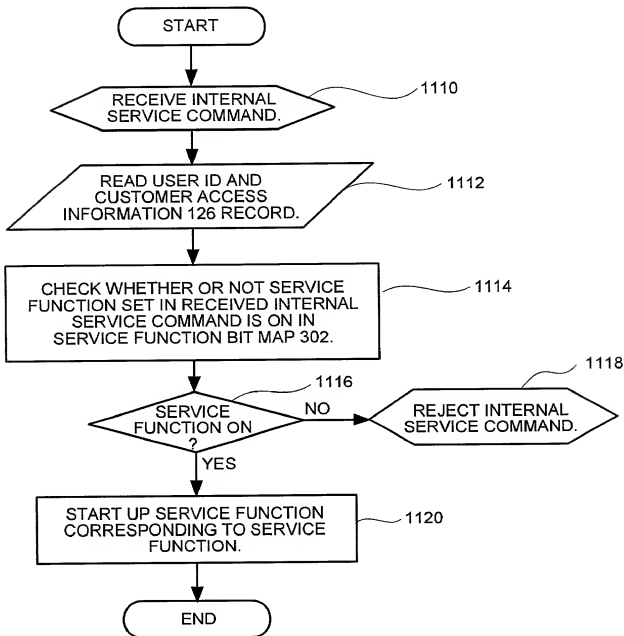 START
RECEIVE INTERNAL
SERVICE COMMAND.
1110
READ USER ID AND
CUSTOMER ACCESS
INFORMATION 126 RECORD.
1112
CHECK WHETHER OR NOT SERVICE
FUNCTION SET IN RECEIVED INTERNAL
SERVICE COMMAND IS ON IN
SERVICE FUNCTION BIT MAP 302.
1114
SERVICE
FUNCTION ON
?
1116
NO
REJECT INTERNAL
SERVICE COMMAND.
1118
YES
START UP SERVICE FUNCTION
CORRESPONDING TO SERVICE
FUNCTION.
1120
END